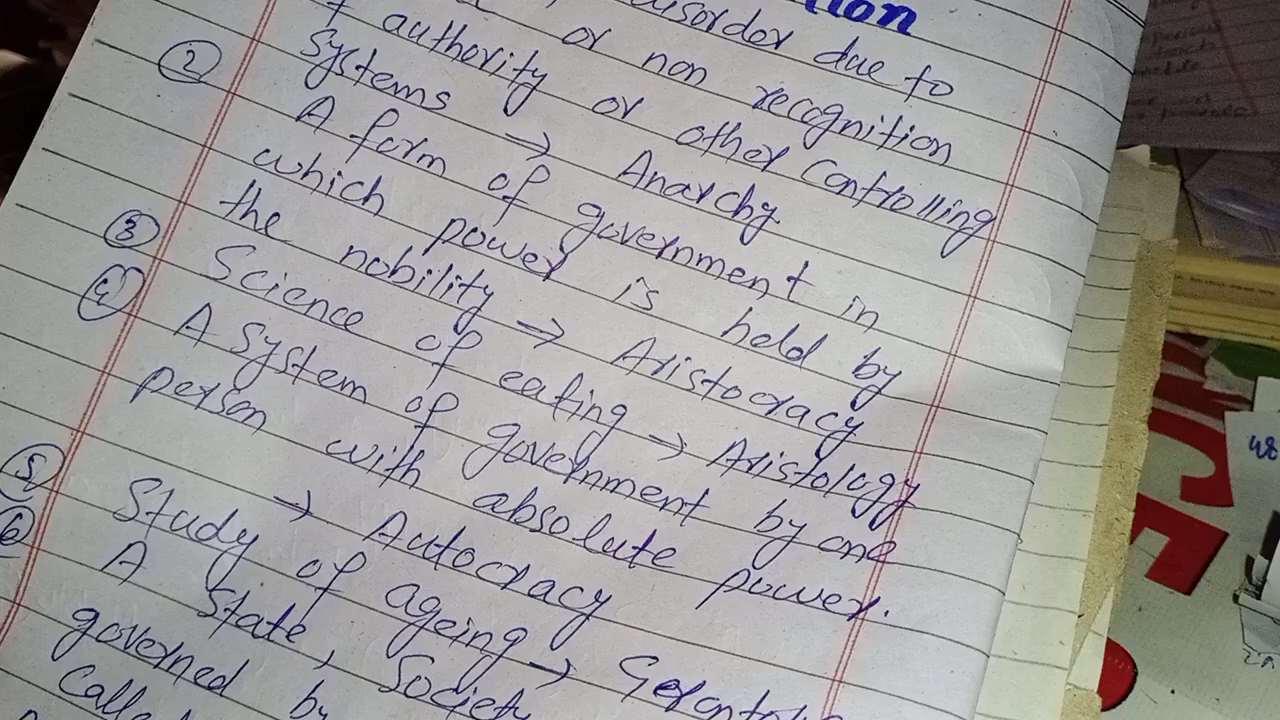 tion
disorder due to
or non recognition
authority or other Controlling
Systems → Anarchy.
② A form of government in
which power is held by
the nobility → Aristocracy
③ Science of eating → Aristology
④ A system of government by one
person with absolute power.
→ Autocracy
⑤ Study of ageing →
⑥ A State, Society
governed by
Called